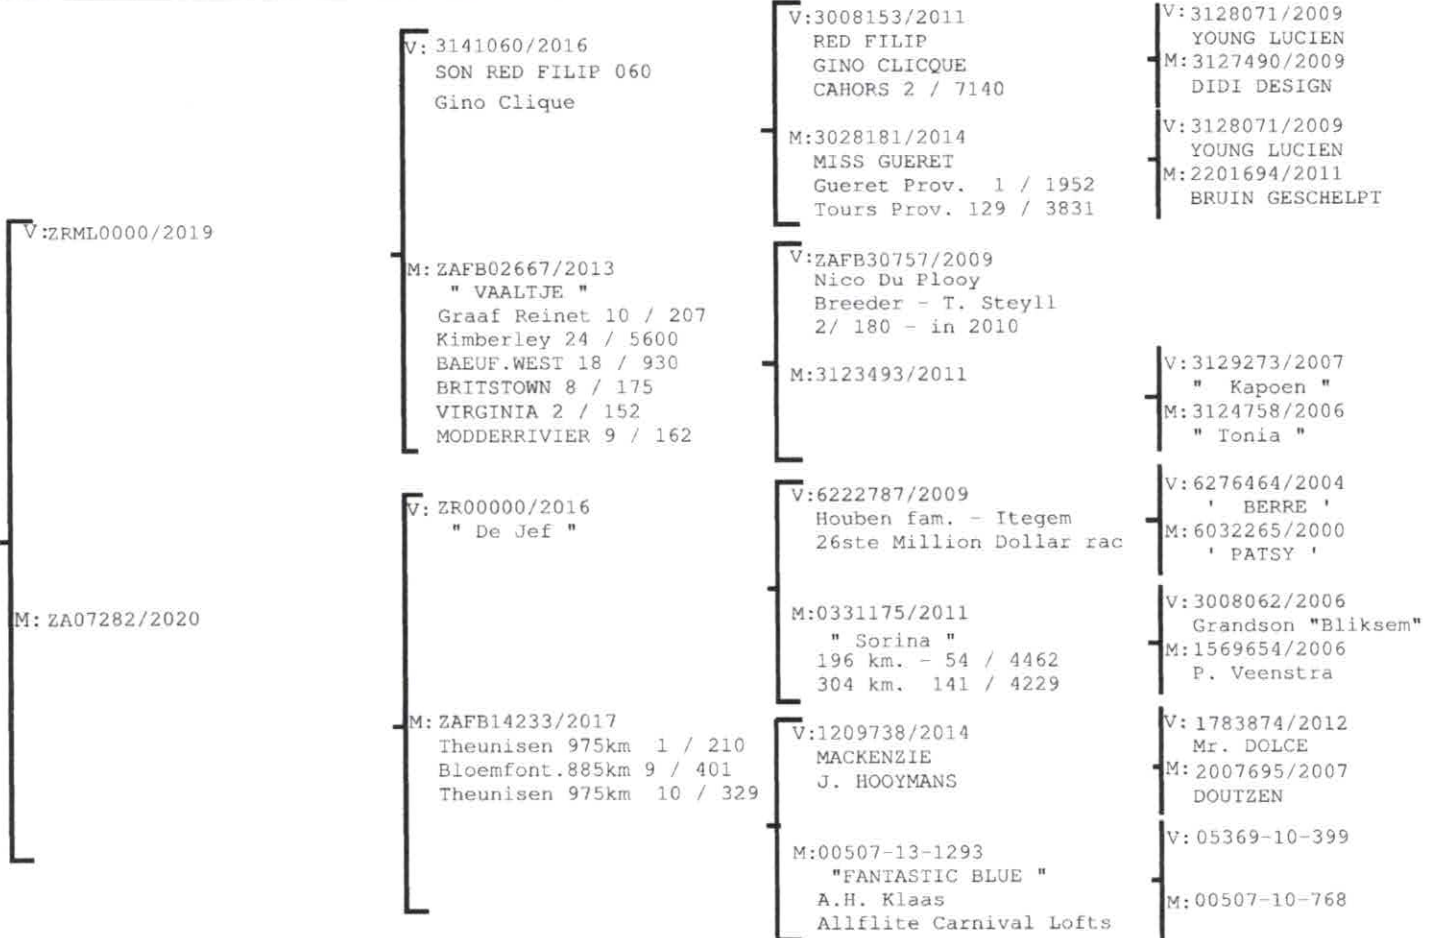 V:ZRML0000/2019
M: ZA07282/2020
V: 3141060/2016
SON RED FILIP 060
Gino Clique
M: ZAFB02667/2013
" VAALTJE "
Graaf Reinet 10 / 207
Kimberley 24 / 5600
BAEUF.WEST 18 / 930
BRITSTOWN 8 / 175
VIRGINIA 2 / 152
MODDERRIVIER 9 / 162
V: ZR00000/2016
" De Jef "
M: ZAFB14233/2017
Theunisen 975km 1 / 210
Bloemfont.885km 9 / 401
Theunisen 975km 10 / 329
V:3008153/2011
RED FILIP
GINO CLICQUE
CAHORS 2 / 7140
M:3028181/2014
MISS GUERET
Gueret Prov. 1 / 1952
Tours Prov. 129 / 3831
V:ZAFB30757/2009
Nico Du Plooy
Breeder - T. Steyll
2/ 180 - in 2010
M:3123493/2011
V:6222787/2009
Houben fam. - Itegem
26ste Million Dollar rac
M:0331175/2011
" Sorina "
196 km. - 54 / 4462
304 km. 141 / 4229
V:1209738/2014
MACKENZIE
J. HOOYMANS
M:00507-13-1293
"FANTASTIC BLUE "
A.H. Klaas
Allflite Carnival Lofts
V: 3128071/2009
YOUNG LUCIEN
M:3127490/2009
DIDI DESIGN
V:3128071/2009
YOUNG LUCIEN
M:2201694/2011
BRUIN GESCHELPT
V:3129273/2007
" Kapoen "
M:3124758/2006
" Tonia "
V:6276464/2004
' BERRE '
M:6032265/2000
' PATSY '
V:3008062/2006
Grandson "Bliksem"
M:1569654/2006
P. Veenstra
V: 1783874/2012
Mr. DOLCE
M: 2007695/2007
DOUTZEN
V: 05369-10-399
M: 00507-10-768